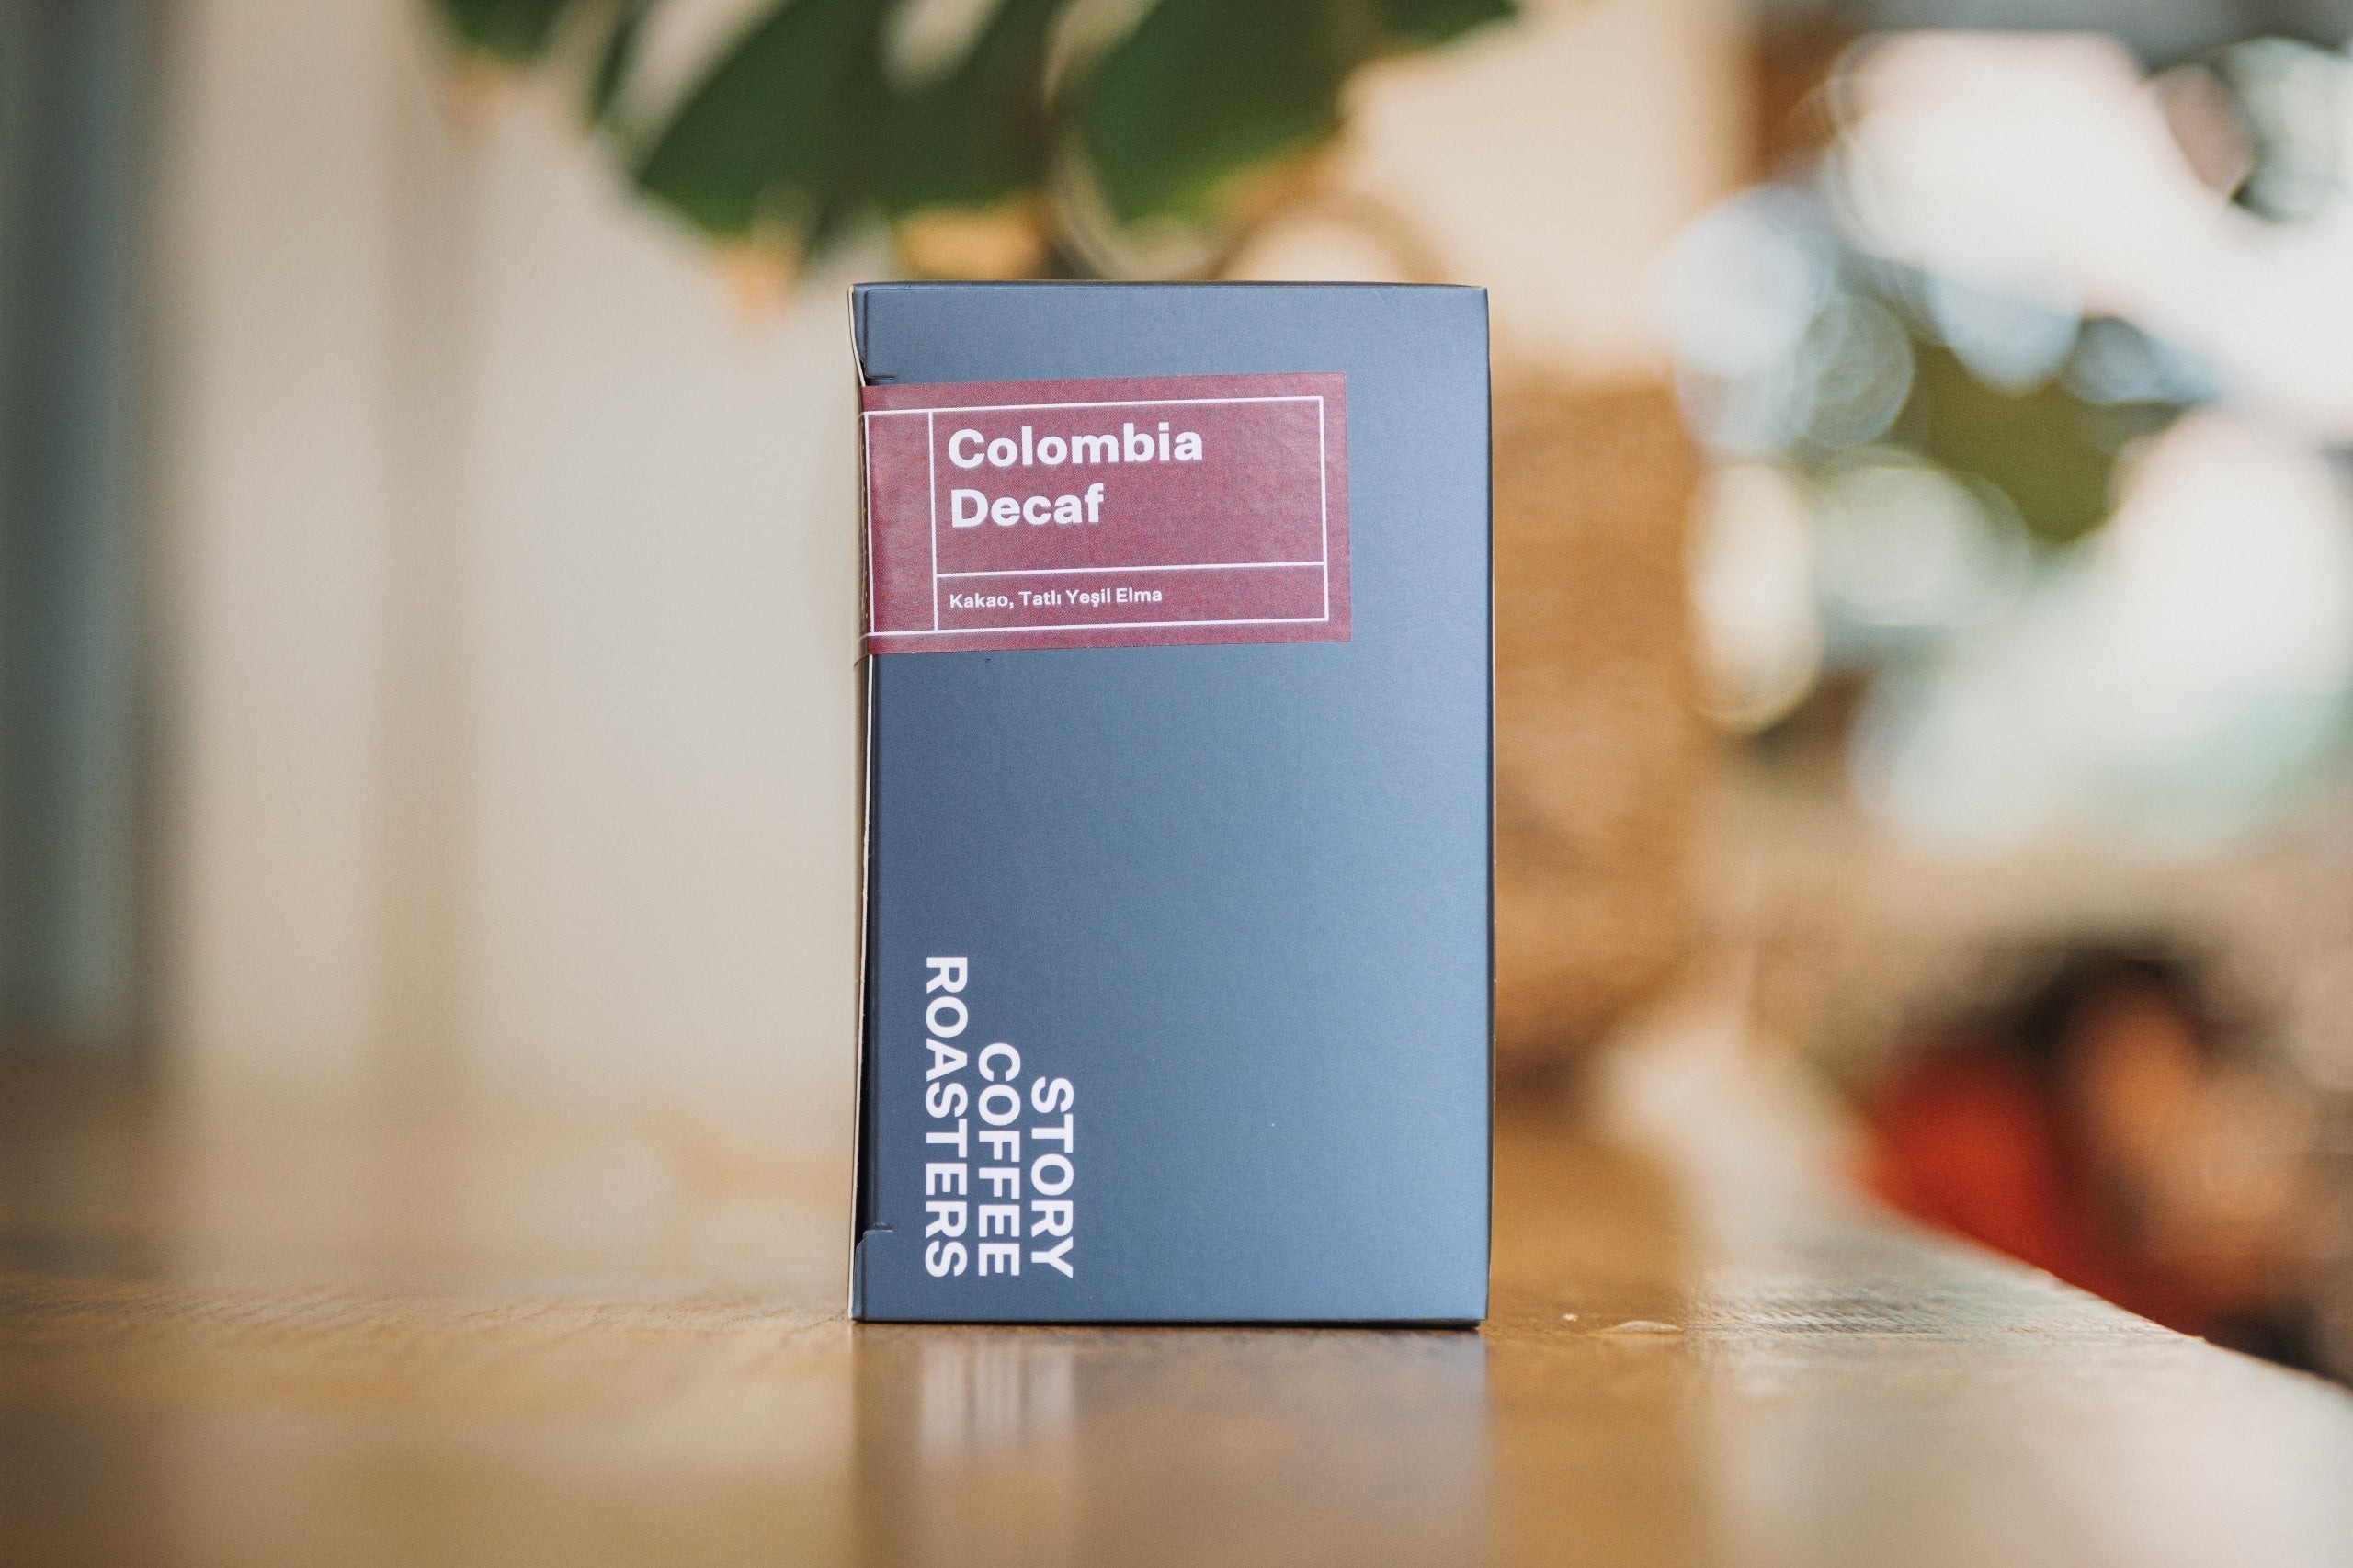 Colombia
Decaf
Kakao, Tatlı Yeşil Elma
STORY
COFFEE
ROASTERS